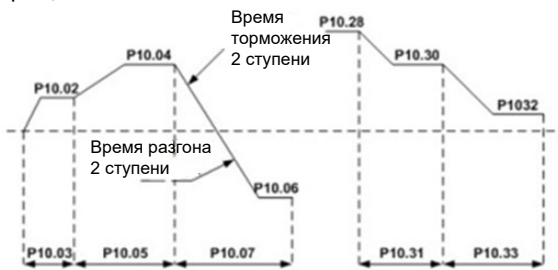 Время
торможения
2 ступени
P10.28
P10.04
P10.30
P10.02
P1032
Время разгона
2 ступени
P10.06
P10.03
P10.05
P10.07
P10.31
P10.33